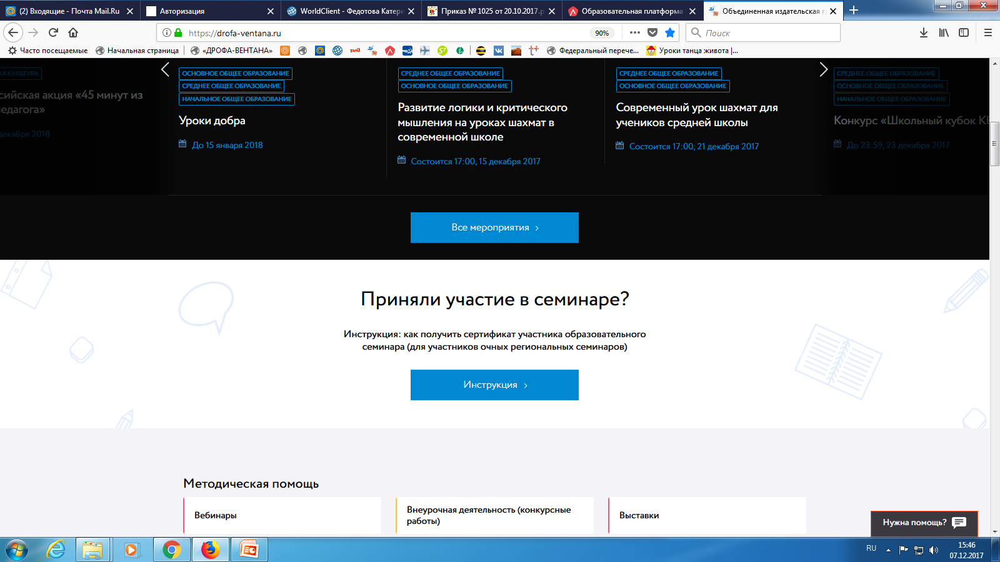 (2) Входящие - Почта Mail.Ru
Авторизация
WorldClient - Федотова Катери
Приказ № 1025 от 20.10.2017.p
Образовательная платформа
Объединенная издательская г
https://drofa-ventana.ru
90%
Поиск
Часто посещаемые
Начальная страница
«ДРОФА-ВЕНТАНА»
Федеральный перече...
Уроки танца живота |...
АЯ КУЛЬТУРА
сийская акция «45 минут из
едагога»
декабря 2018
ОСНОВНОЕ ОБЩЕЕ ОБРАЗОВАНИЕ
СРЕДНЕЕ ОБЩЕЕ ОБРАЗОВАНИЕ
НАЧАЛЬНОЕ ОБЩЕЕ ОБРАЗОВАНИЕ
Уроки добра
До 15 января 2018
СРЕДНЕЕ ОБЩЕЕ ОБРАЗОВАНИЕ
ОСНОВНОЕ ОБЩЕЕ ОБРАЗОВАНИЕ
Развитие логики и критического
мышления на уроках шахмат в
современной школе
Состоится 17:00, 15 декабря 2017
СРЕДНЕЕ ОБЩЕЕ ОБРАЗОВАНИЕ
ОСНОВНОЕ ОБЩЕЕ ОБРАЗОВАНИЕ
Современный урок шахмат для
учеников средней школы
Состоится 17:00, 21 декабря 2017
СРЕДНЕЕ ОБЩЕЕ ОБРАЗОВАНИЕ
ОСНОВНОЕ ОБЩЕЕ ОБРАЗОВАНИЕ
НАЧАЛЬНОЕ ОБЩЕЕ ОБРАЗОВАНИЕ
Конкурс «Школьный кубок КВ
До 23:59, 23 декабря 2017
Все мероприятия
Приняли участие в семинаре?
Инструкция: как получить сертификат участника образовательного
семинара (для участников очных региональных семинаров)
Инструкция
Методическая помощь
Вебинары
Внеурочная деятельность (конкурсные
работы)
Выставки
Нужна помощь?
RU
15:46
07.12.2017